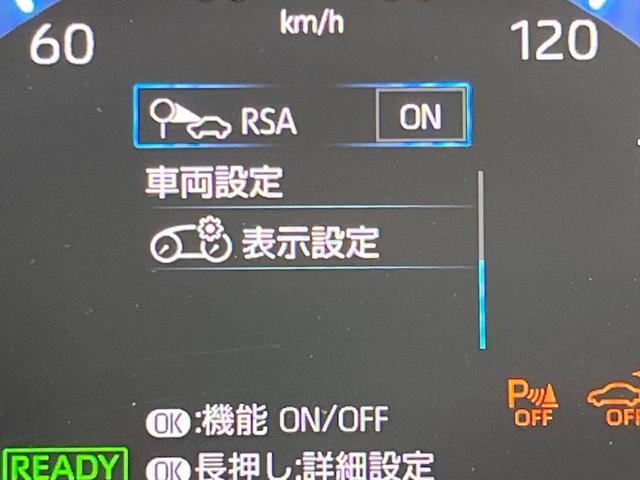 km/h
60 120
RSA ON
車両設定
表示設定
P OFF
OFF
OK:機能 ON/OFF
READY
OK長押し:詳細設定